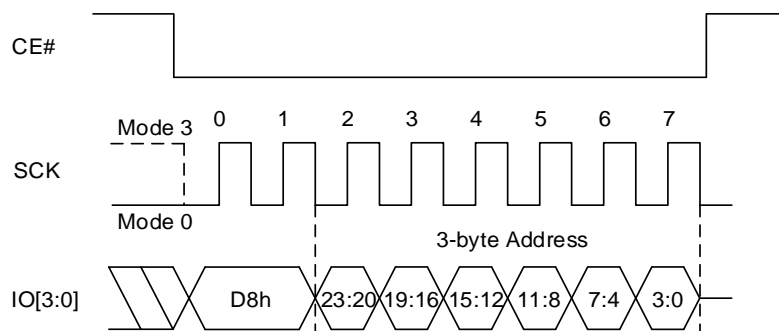 CE#
0 1 2 3 4 5 6 7
Mode 3
SCK
Mode 0
3-byte Address
IO[3:0] D8h 23:20 19:16 15:12 11:8 7:4 3:0